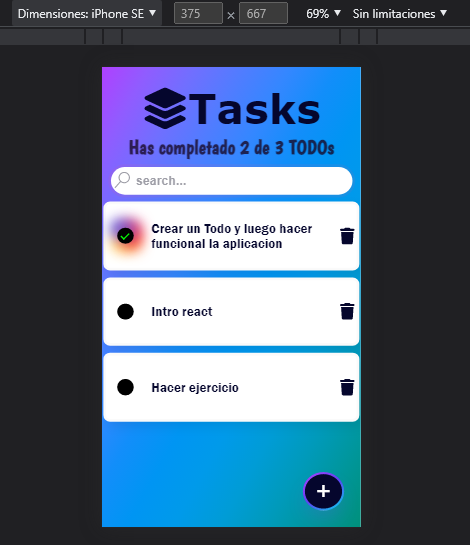 Dimensiones: iPhone SE ▼ 375 × 667 69% ▼ Sin limitaciones ▼
Tasks
Has completado 2 de 3 TODOs
search...
Crear un Todo y luego hacer
funcional la aplicacion
Intro react
Hacer ejercicio
+